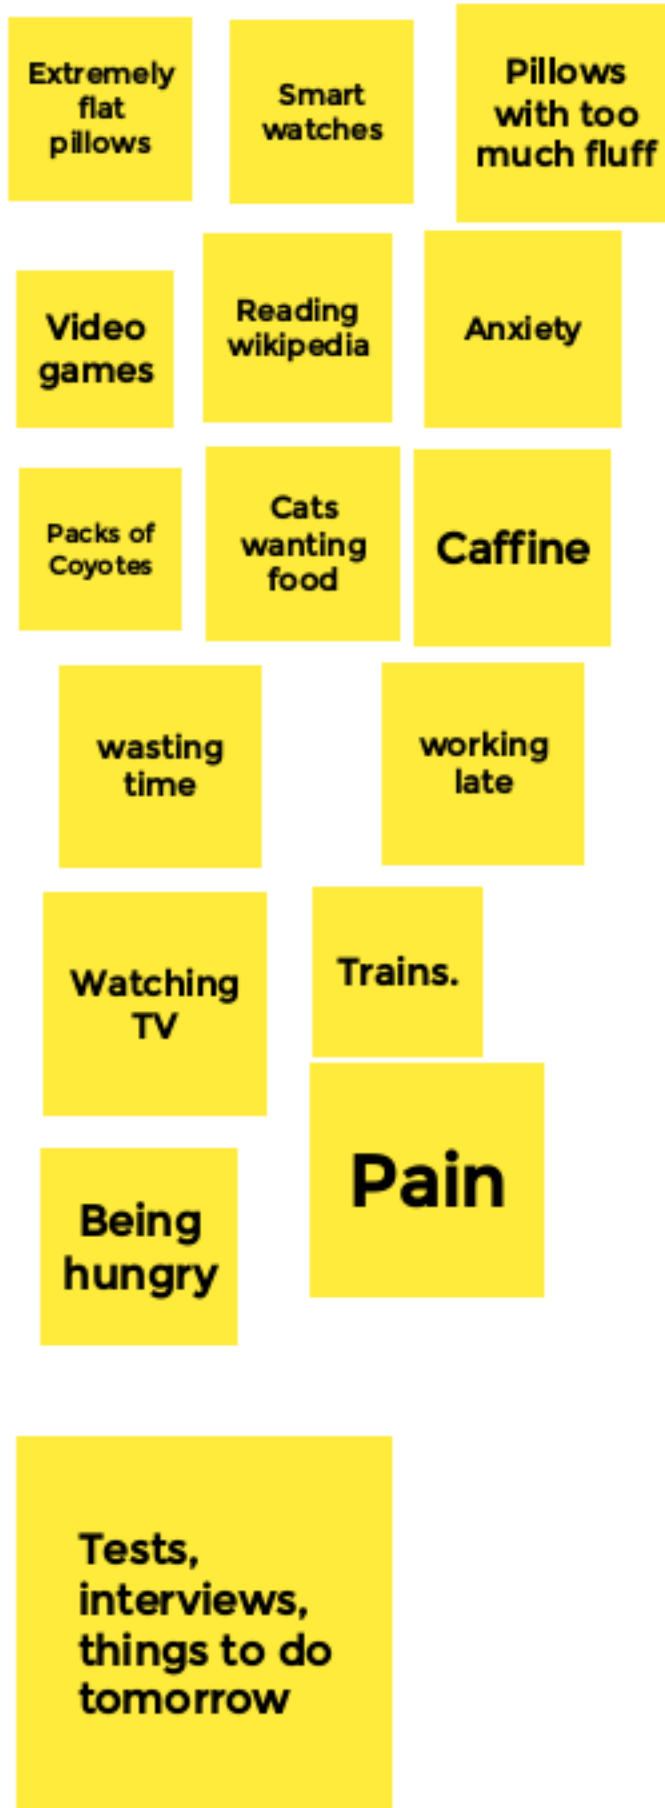 Extremely
flat
pillows
Smart
watches
Pillows
with too
much fluff
Video
games
Reading
wikipedia
Anxiety
Packs of
Coyotes
Cats
wanting
food
Caffine
wasting
time
working
late
Watching
TV
Trains.
Pain
Being
hungry
Tests,
interviews,
things to do
tomorrow